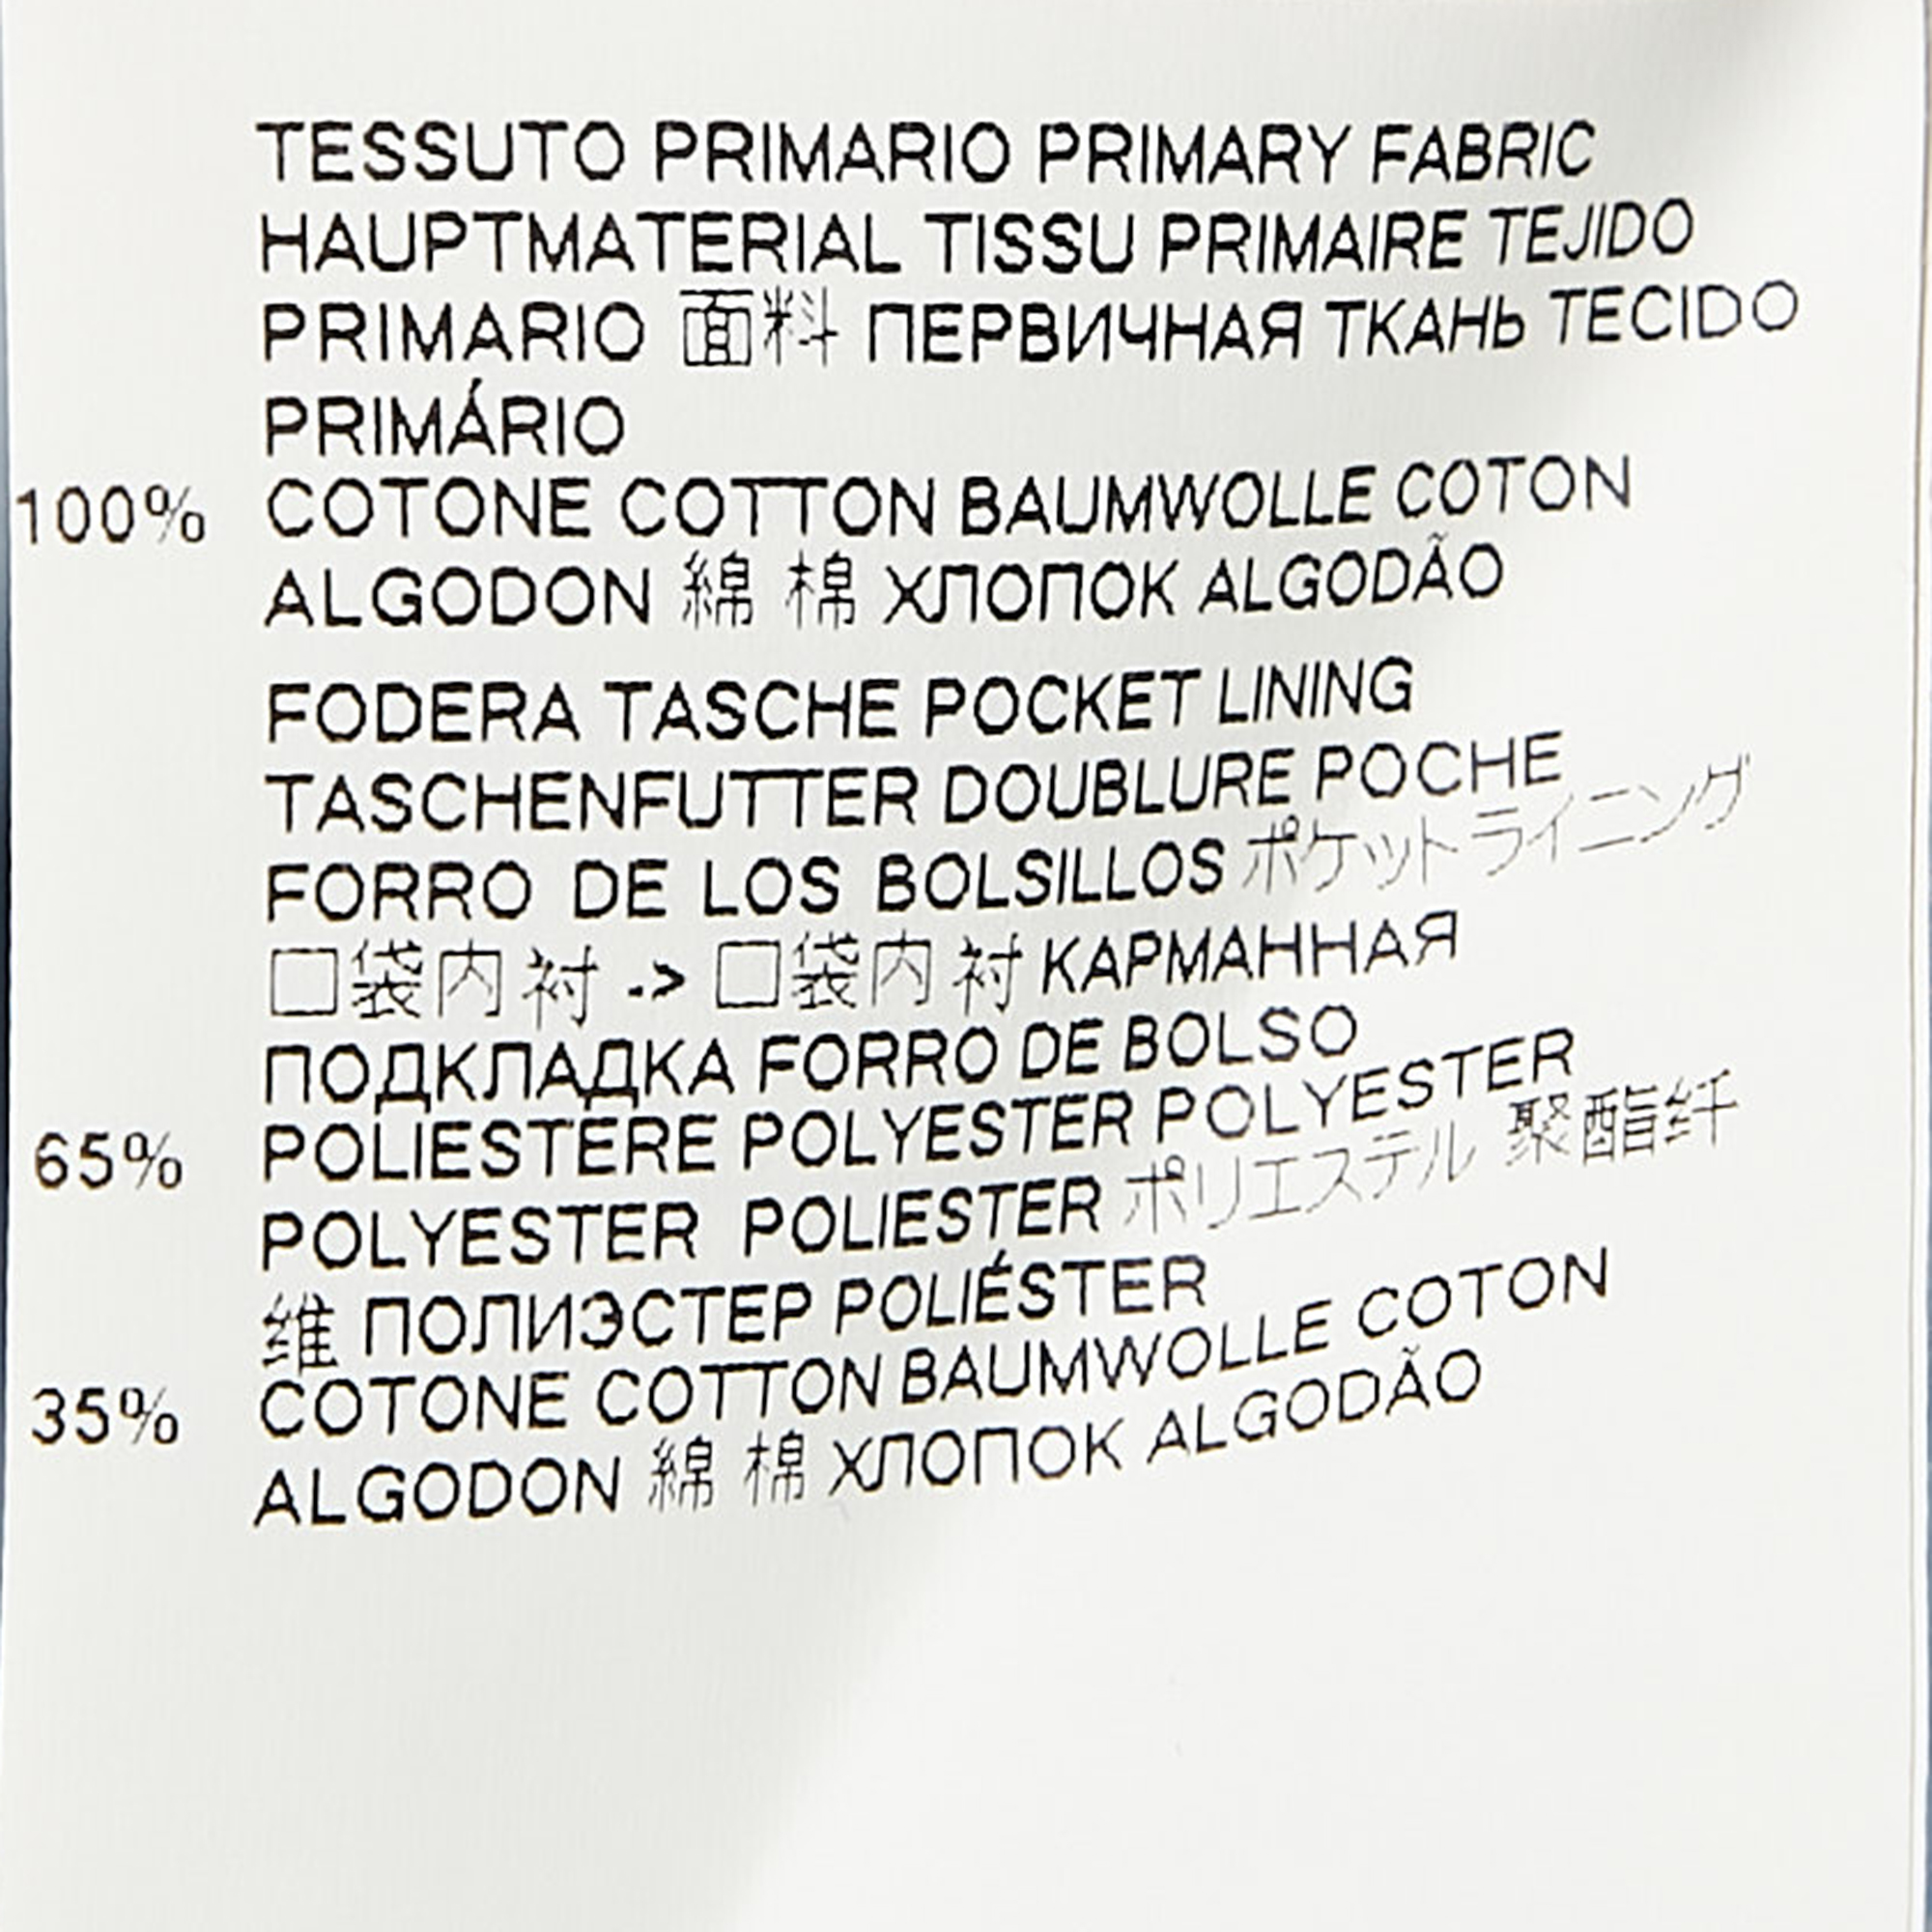 TESSUTO PRIMARIO PRIMARY FABRIC
HAUPTMATERIAL TISSU PRIMAIRE TEJIDO
PRIMARIO 面料 ПЕРВИЧНАЯ ТКАНЬ TECIDO
PRIMÁRIO
100% COTONE COTTON BAUMWOLLE COTON
ALGODON 綿 棉 ХЛОПОК ALGODÃO
FODERA TASCHE POCKET LINING
TASCHENFUTTER DOUBLURE POCHE
FORRO DE LOS BOLSILLOS ポケットライニング
口袋内衬 -> 口袋内衬 КАРМАННАЯ
ПОДКЛАДКА FORRO DE BOLSO
65% POLIESTERE POLYESTER POLYESTER
POLYESTER POLIESTER ポリエステル 聚酯纤
维 ПОЛИЭСТЕР POLIÉSTER
35% COTONE COTTON BAUMWOLLE COTON
ALGODON 綿 棉 ХЛОПОК ALGODÃO